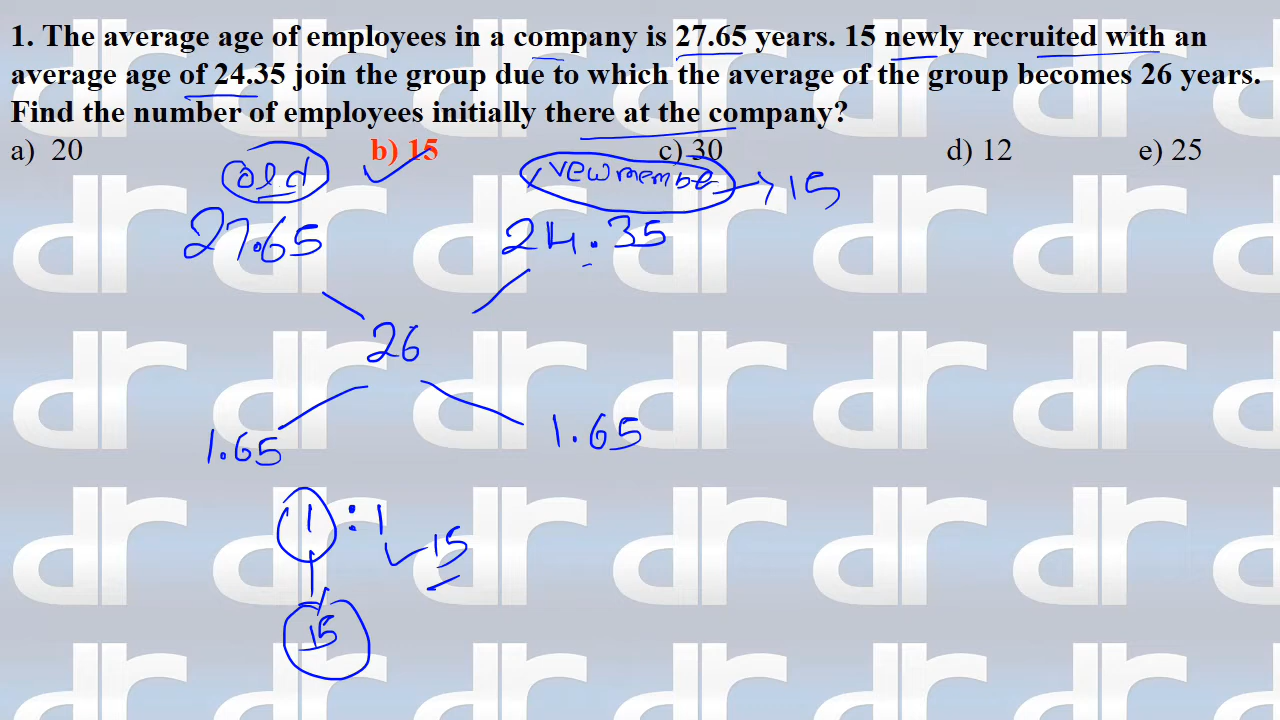 1. The average age of employees in a company is 27.65 years. 15 newly recruited with an
average age of 24.35 join the group due to which the average of the group becomes 26 years.
Find the number of employees initially there at the company?
a) 20 b) 15 c) 30 d) 12 e) 25
old new membe 15
27.65 24.35
26
1.65 1.65
1 : 1
15
15